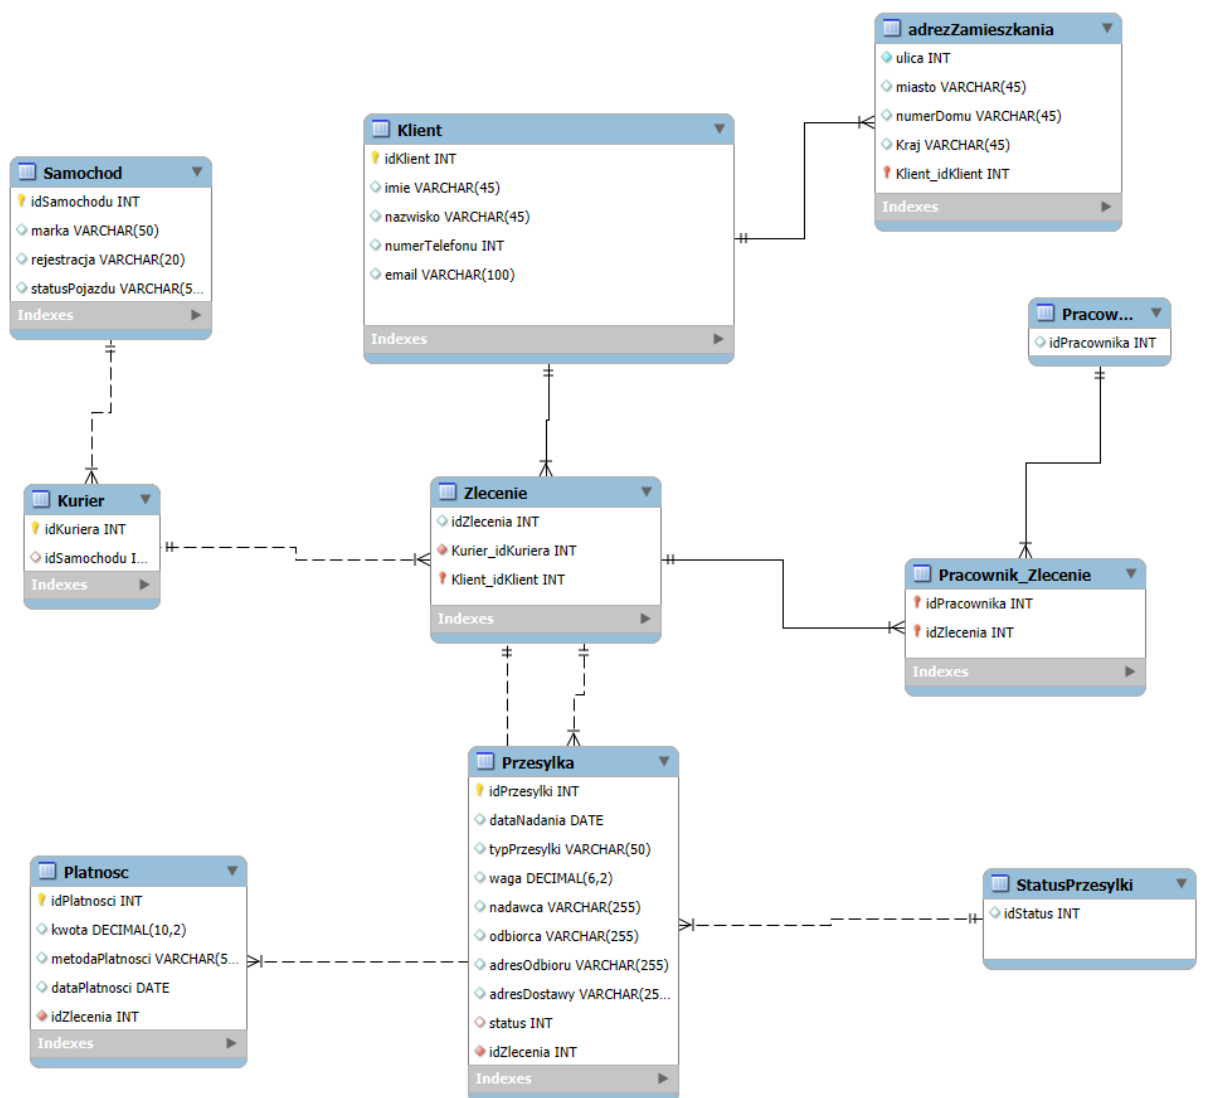 adrezZamieszkania
ulica INT
miasto VARCHAR(45)
numerDomu VARCHAR(45)
Kraj VARCHAR(45)
Klient_idKlient INT
Indexes
Klient
idKlient INT
imie VARCHAR(45)
nazwisko VARCHAR(45)
numerTelefonu INT
email VARCHAR(100)
Indexes
Samochod
idSamochodu INT
marka VARCHAR(50)
rejestracja VARCHAR(20)
statusPojazdu VARCHAR(5...
Indexes
Pracow...
idPracownika INT
Kurier
idKuriera INT
idSamochodu I...
Indexes
Zlecenie
idZlecenia INT
Kurier_idKuriera INT
Klient_idKlient INT
Indexes
Pracownik_Zlecenie
idPracownika INT
idZlecenia INT
Indexes
Przesylka
idPrzesylki INT
dataNadania DATE
typPrzesylki VARCHAR(50)
waga DECIMAL(6,2)
nadawca VARCHAR(255)
odbiorca VARCHAR(255)
adresOdbioru VARCHAR(255)
adresDostawy VARCHAR(25...
status INT
idZlecenia INT
Indexes
Platnosc
idPlatnosci INT
kwota DECIMAL(10,2)
metodaPlatnosci VARCHAR(5...
dataPlatnosci DATE
idZlecenia INT
Indexes
StatusPrzesylki
idStatus INT